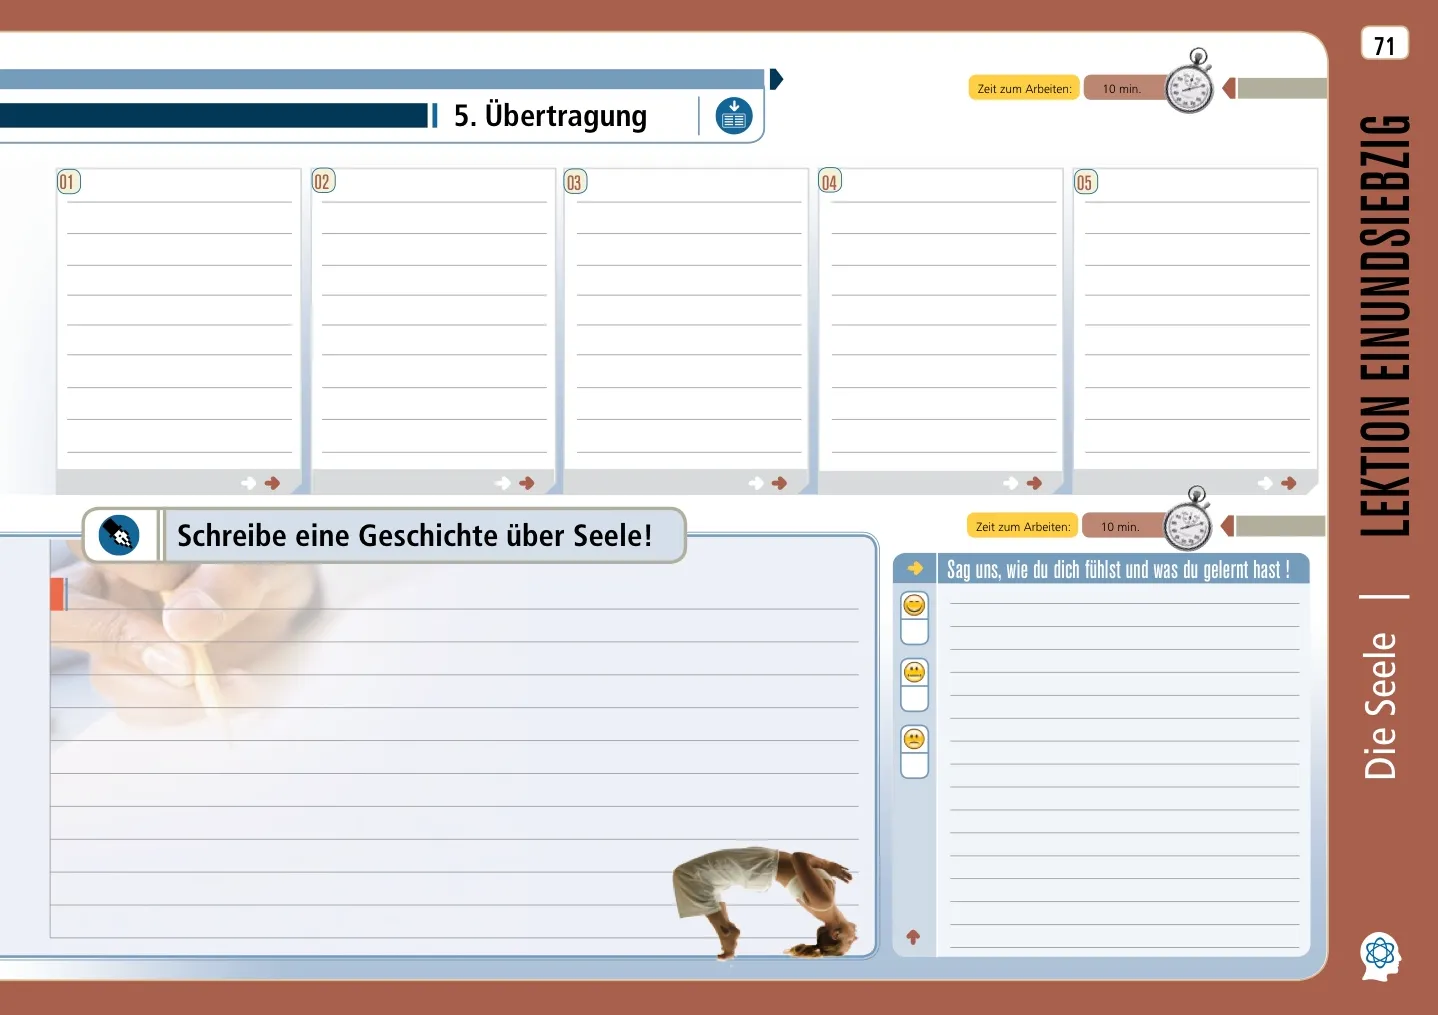 71
5. Übertragung
Zeit zum Arbeiten: 10 min.
01
02
03
04
05
Schreibe eine Geschichte über Seele!
Zeit zum Arbeiten: 10 min.
Sag uns, wie du dich fühlst und was du gelernt hast !
LEKTION EINUNDSIEBZIG
Die Seele